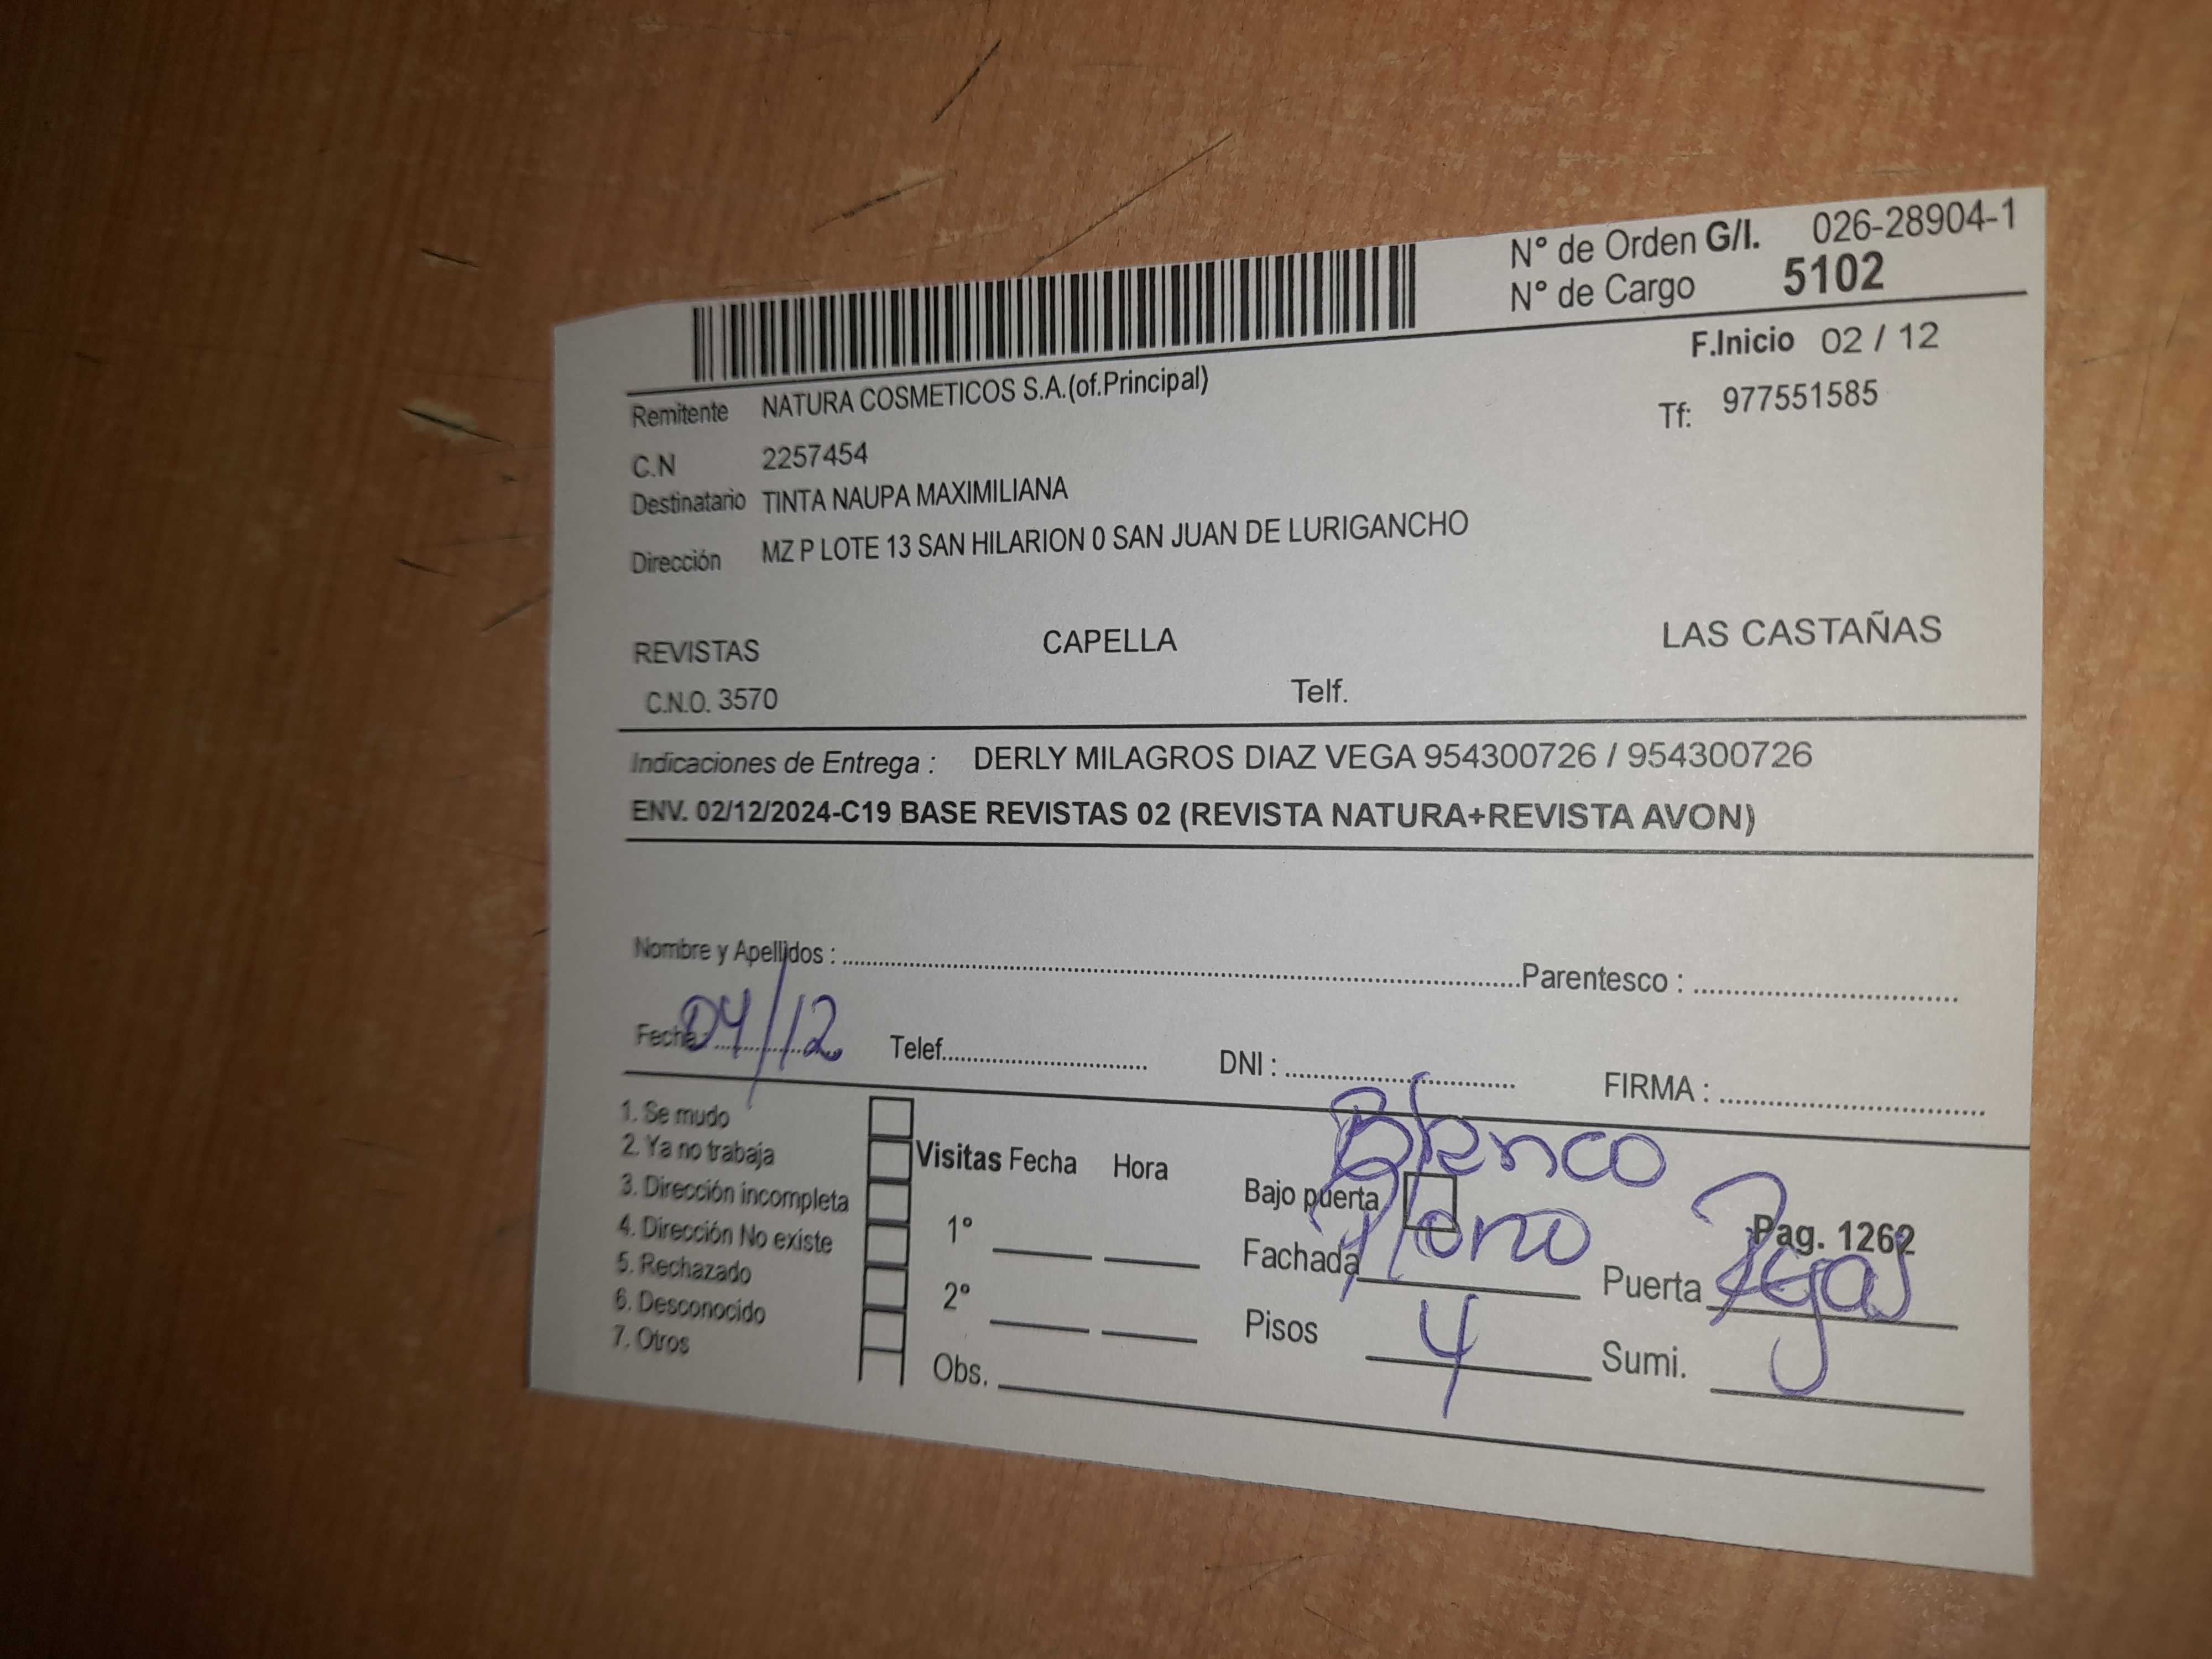 N° de Orden G/I. 026-28904-1
N° de Cargo 5102
F.Inicio 02 / 12
Remitente NATURA COSMETICOS S.A.(of.Principal)
Tf: 977551585
C.N 2257454
Destinatario TINTA NAUPA MAXIMILIANA
Dirección MZ P LOTE 13 SAN HILARION 0 SAN JUAN DE LURIGANCHO
REVISTAS CAPELLA LAS CASTAÑAS
C.N.O. 3570 Telf.
Indicaciones de Entrega : DERLY MILAGROS DIAZ VEGA 954300726 / 954300726
ENV. 02/12/2024-C19 BASE REVISTAS 02 (REVISTA NATURA+REVISTA AVON)
Nombre y Apellidos : Parentesco :
Fecha : 04/12 Telef. DNI : FIRMA :
1. Se mudo
2. Ya no trabaja
3. Dirección incompleta
4. Dirección No existe
5. Rechazado
6. Desconocido
7. Otros
Visitas Fecha Hora
1°
2°
Obs.
Blanco
Bajo puerta
Pag. 1262
Fachada Plomo Puerta Rejas
Pisos 4 Sumi.